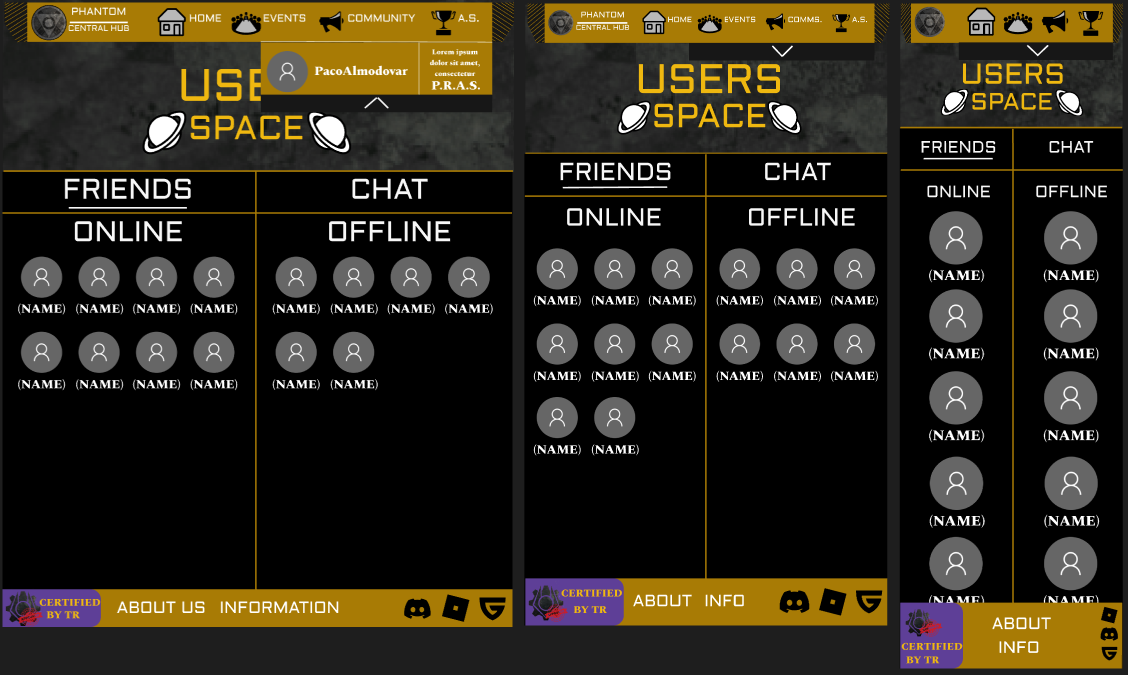 PHANTOM
CENTRAL HUB
HOME
EVENTS
COMMUNITY
A.S.
PacoAlmodovar
Lorem ipsum
dolor sit amet,
consectetur
P.R.A.S.
USE
SPACE
FRIENDS
CHAT
ONLINE
OFFLINE
(NAME) (NAME) (NAME) (NAME)
(NAME) (NAME) (NAME) (NAME)
(NAME) (NAME) (NAME) (NAME)
(NAME) (NAME)
CERTIFIED
BY TR
ABOUT US
INFORMATION
PHANTOM
CENTRAL HUB
HOME
EVENTS
COMMS.
A.S.
USERS
SPACE
FRIENDS
CHAT
ONLINE
OFFLINE
(NAME) (NAME) (NAME)
(NAME) (NAME) (NAME)
(NAME) (NAME) (NAME)
(NAME) (NAME) (NAME)
(NAME) (NAME)
CERTIFIED
BY TR
ABOUT
INFO
USERS
SPACE
FRIENDS
CHAT
ONLINE
OFFLINE
(NAME) (NAME)
(NAME) (NAME)
(NAME) (NAME)
(NAME) (NAME)
(NAME) (NAME)
CERTIFIED
BY TR
ABOUT
INFO